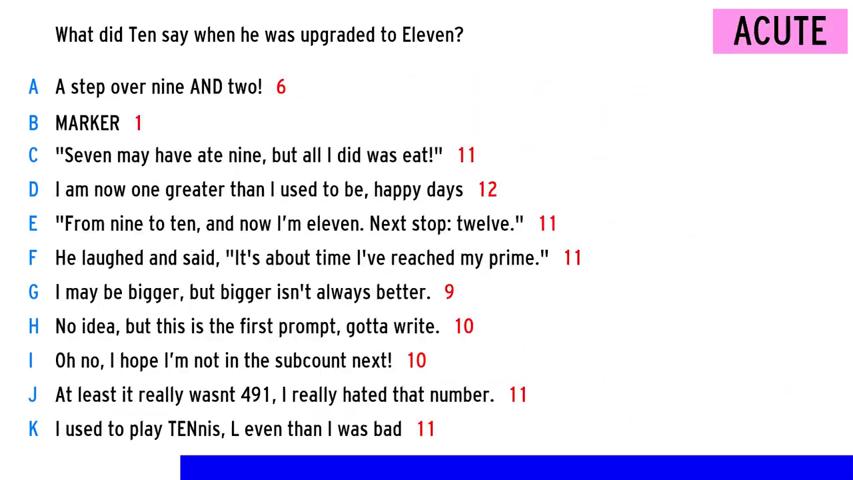 What did Ten say when he was upgraded to Eleven?
ACUTE
A A step over nine AND two! 6
B MARKER 1
C "Seven may have ate nine, but all I did was eat!" 11
D I am now one greater than I used to be, happy days 12
E "From nine to ten, and now I'm eleven. Next stop: twelve." 11
F He laughed and said, "It's about time I've reached my prime." 11
G I may be bigger, but bigger isn't always better. 9
H No idea, but this is the first prompt, gotta write. 10
I Oh no, I hope I'm not in the subcount next! 10
J At least it really wasnt 491, I really hated that number. 11
K I used to play TENnis, L even than I was bad 11